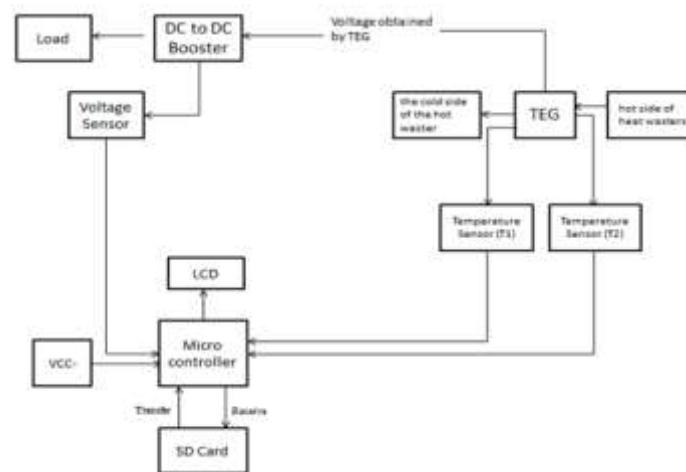 Load
DC to DC
Booster
Voltage obtained
by TEG
Voltage
Sensor
the cold side
of the hot
waster
TEG
hot side of
heat wasters
Temperature
Sensor (T1)
Temperature
Sensor (T2)
LCD
Micro
controller
VCC-
Transfer
SD Card